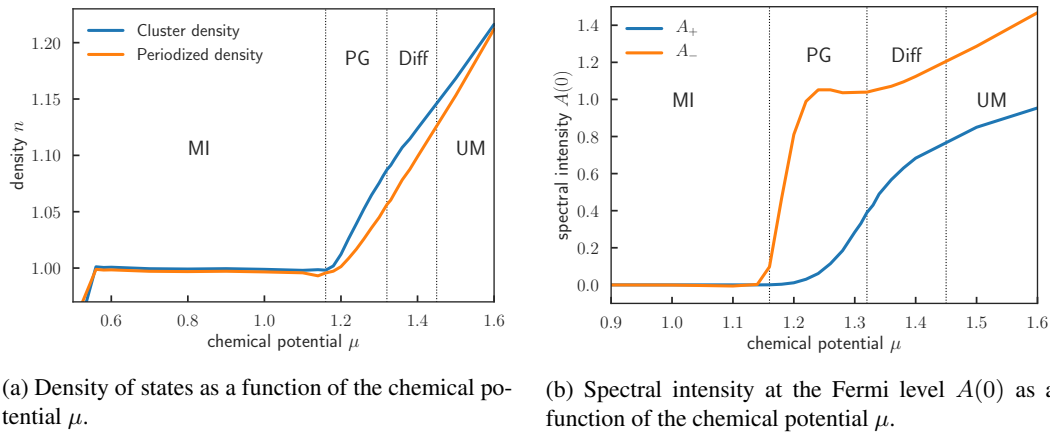 Cluster density
Periodized density
PG
Diff
MI
UM
density n
1.20
1.15
1.10
1.05
1.00
0.6
0.8
1.0
1.2
1.4
1.6
chemical potential μ
A₊
A₋
PG
Diff
MI
UM
spectral intensity A(0)
1.4
1.2
1.0
0.8
0.6
0.4
0.2
0.0
0.9
1.0
1.1
1.2
1.3
1.4
1.5
1.6
chemical potential μ
(a) Density of states as a function of the chemical po-
tential μ.
(b) Spectral intensity at the Fermi level A(0) as a
function of the chemical potential μ.